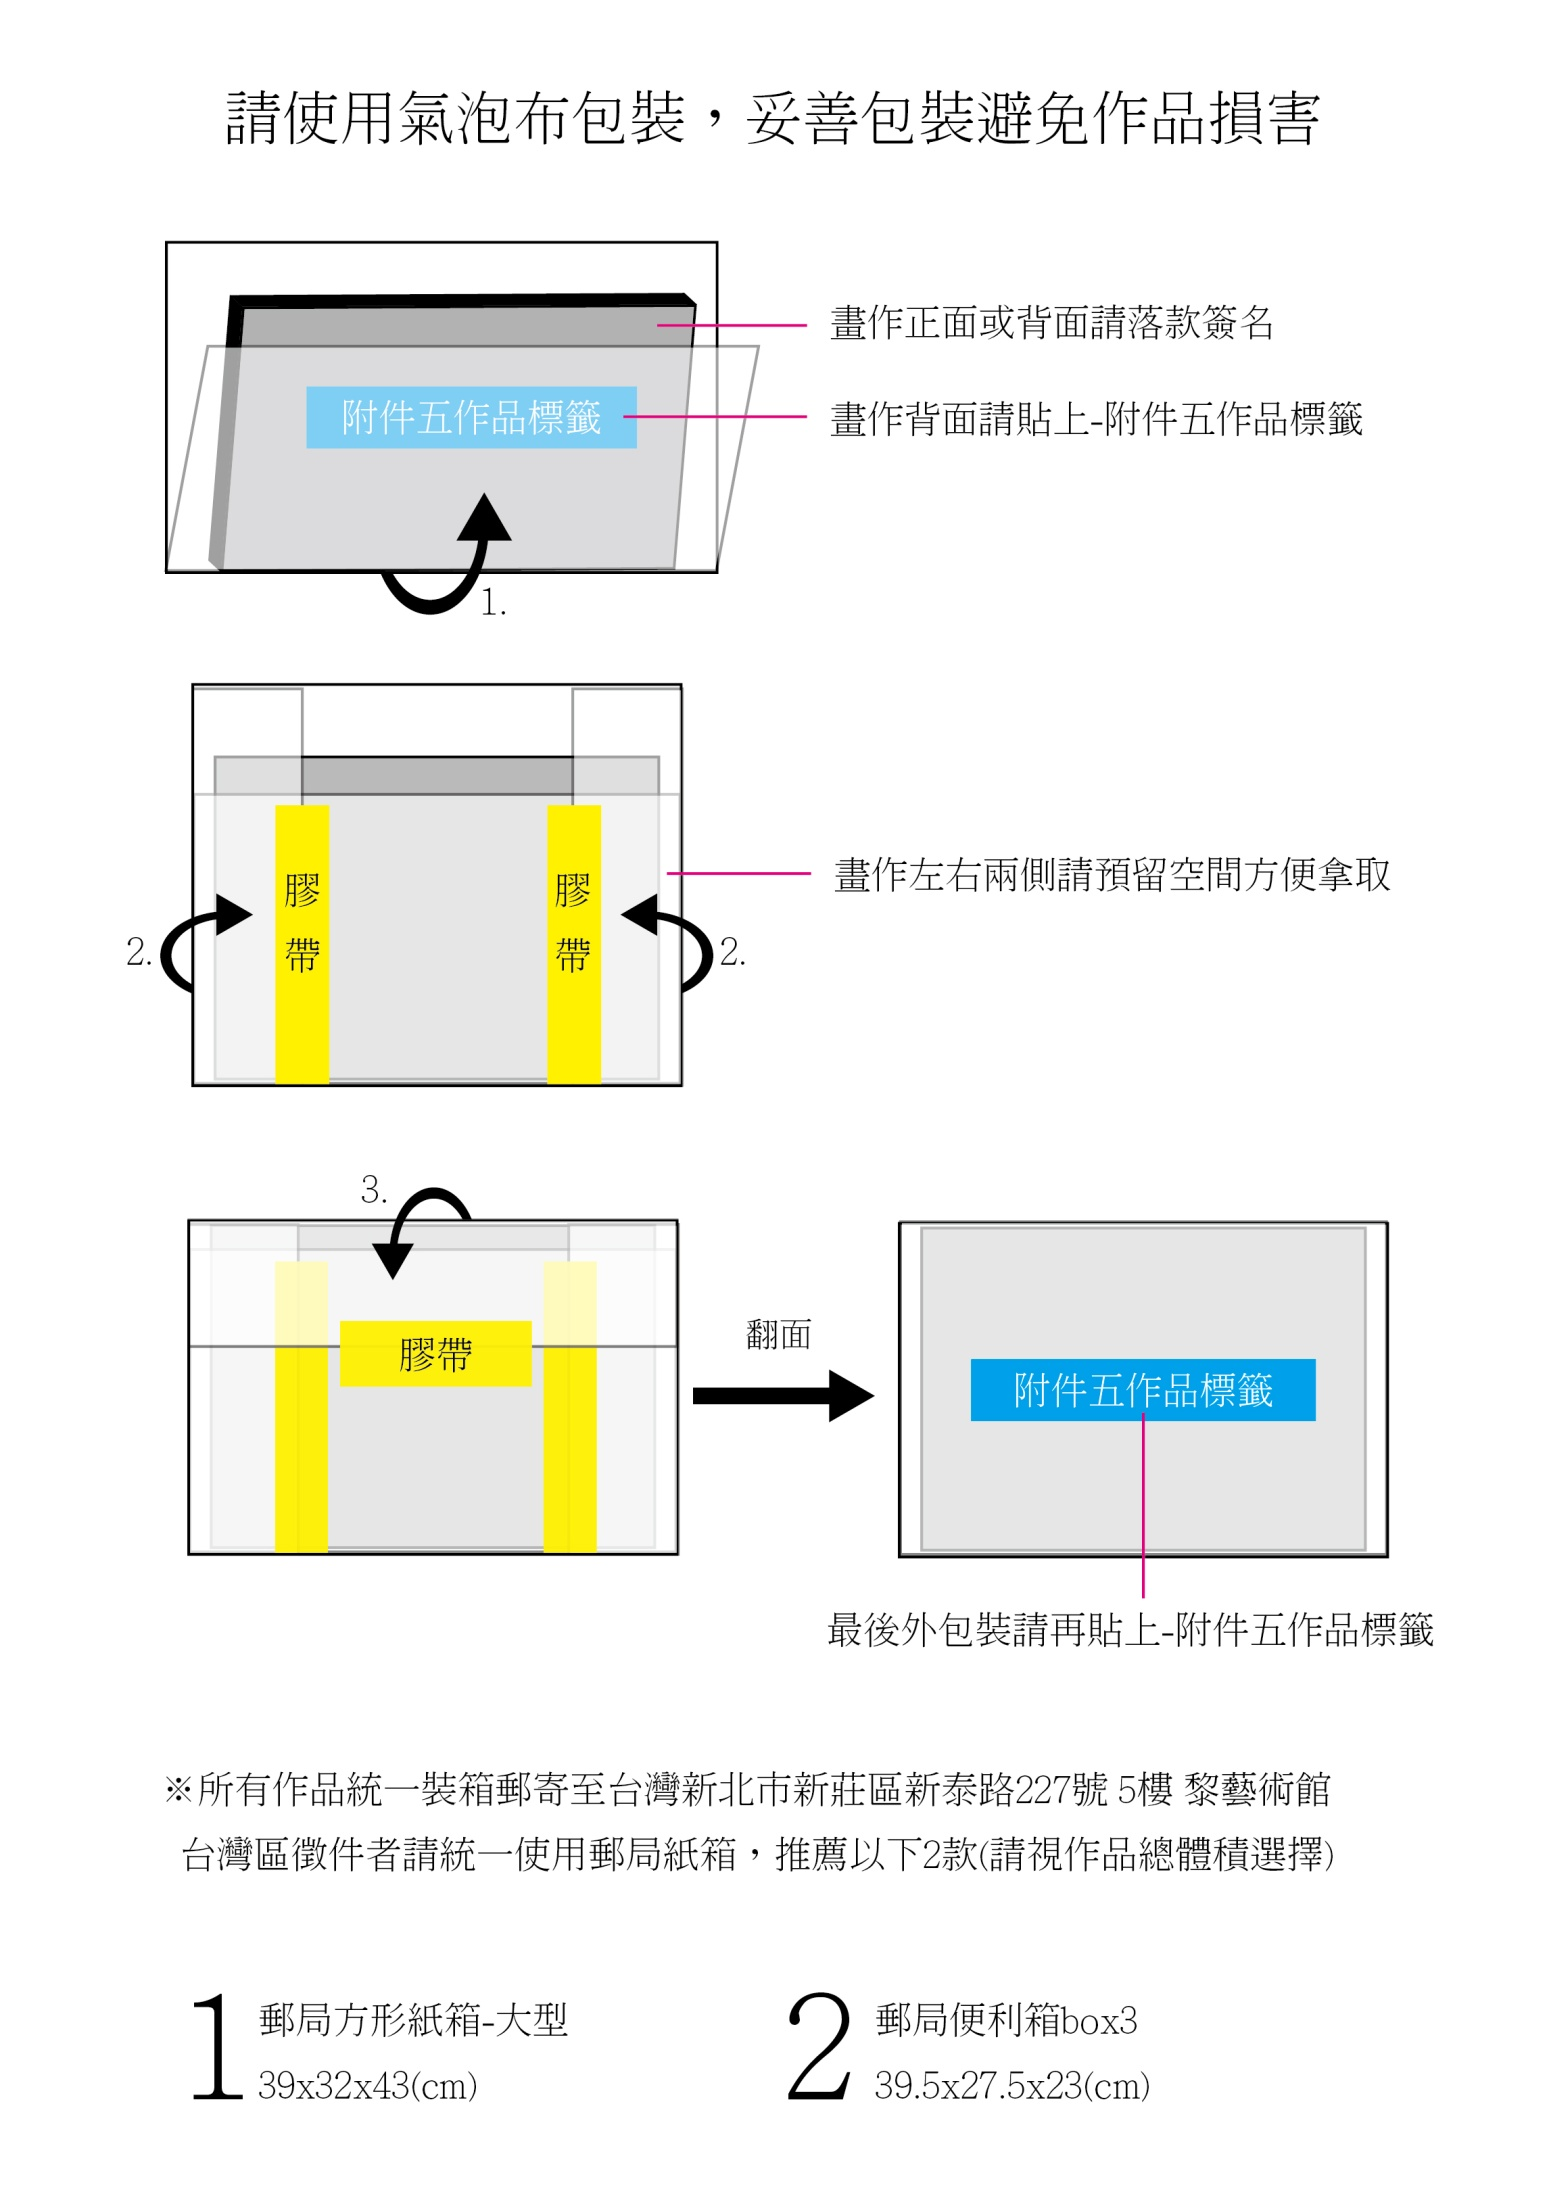 請使用氣泡布包裝，妥善包裝避免作品損害
畫作正面或背面請落款簽名
附件五作品標籤
畫作背面請貼上-附件五作品標籤
1.
膠帶
膠帶
畫作左右兩側請預留空間方便拿取
2.
2.
3.
膠帶
翻面
附件五作品標籤
最後外包裝請再貼上-附件五作品標籤
※所有作品統一裝箱郵寄至台灣新北市新莊區新泰路227號 5樓 黎藝術館
台灣區徵件者請統一使用郵局紙箱，推薦以下2款(請視作品總體積選擇)
1 郵局方形紙箱-大型
39x32x43(cm)
2 郵局便利箱box3
39.5x27.5x23(cm)